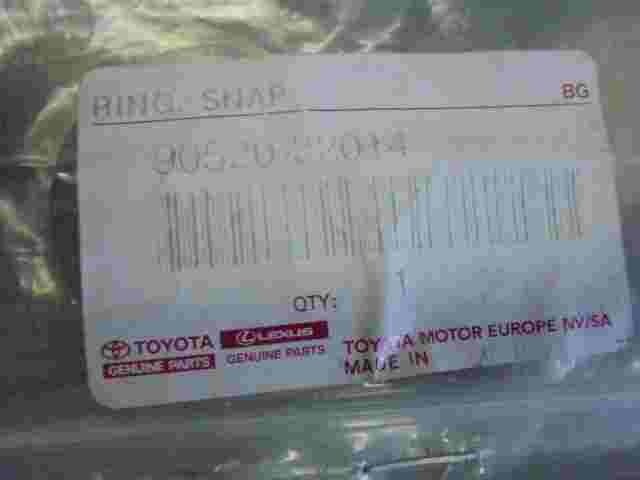 RING. SNAP
BG
90520-22014
QTY: 1
TOYOTA
GENUINE PARTS
LEXUS
GENUINE PARTS
TOYOTA MOTOR EUROPE NV/SA
MADE IN